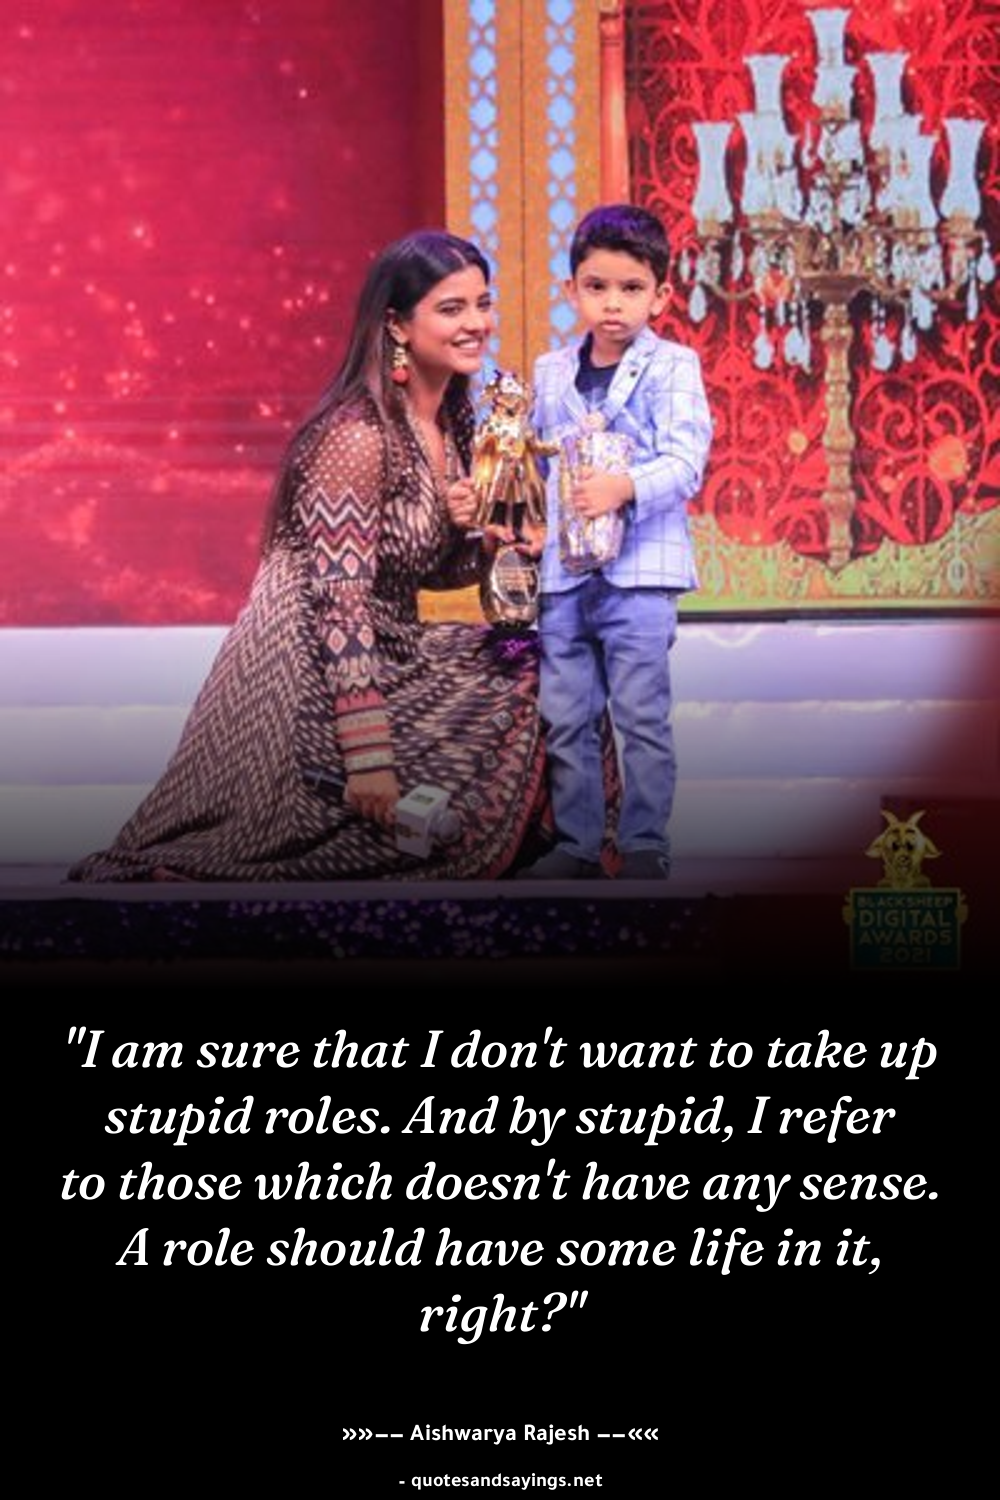 BLACKSHEEP
DIGITAL
AWARDS
2021
"I am sure that I don't want to take up
stupid roles. And by stupid, I refer
to those which doesn't have any sense.
A role should have some life in it,
right?"
»»−− Aishwarya Rajesh −−««
- quotesandsayings.net